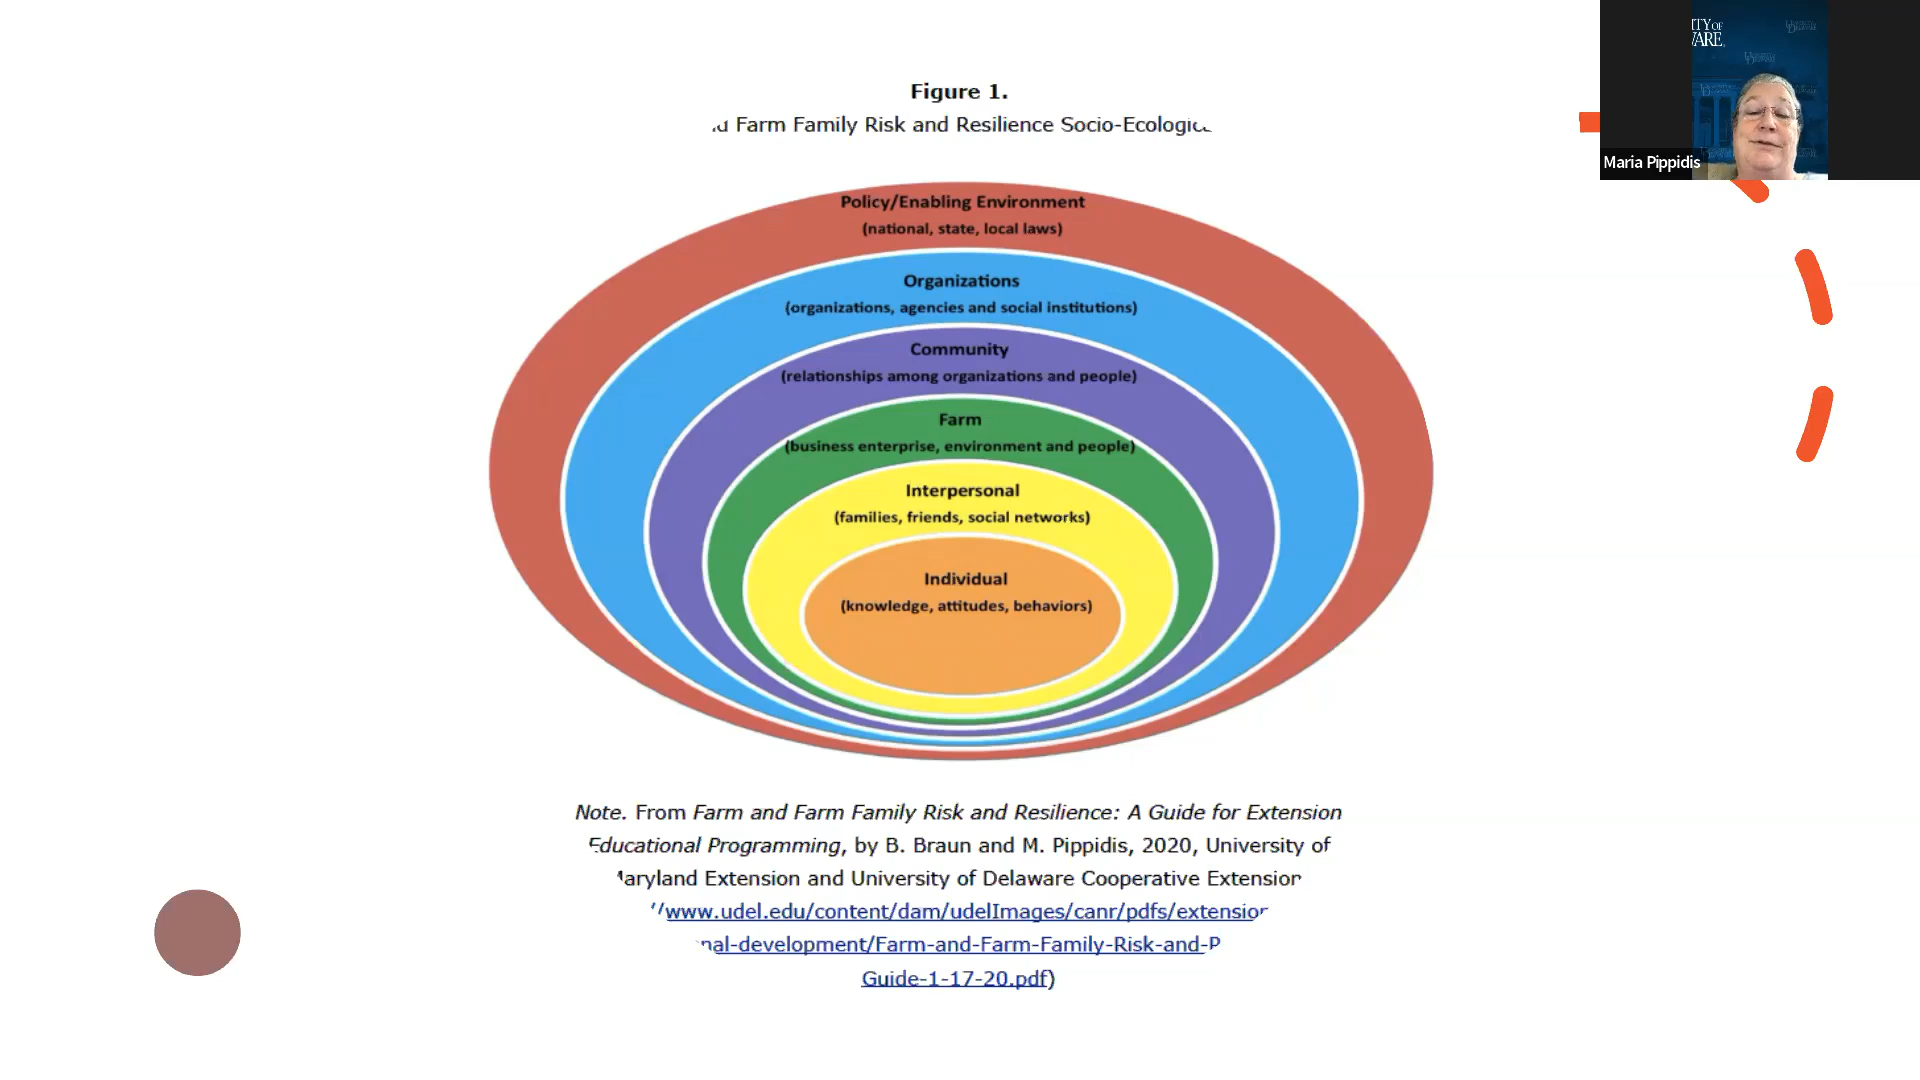 ITY OF
VARE
Maria Pippidis
Figure 1.
d Farm Family Risk and Resilience Socio-Ecologic
Policy/Enabling Environment
(national, state, local laws)
Organizations
(organizations, agencies and social institutions)
Community
(relationships among organizations and people)
Farm
(business enterprise, environment and people)
Interpersonal
(families, friends, social networks)
Individual
(knowledge, attitudes, behaviors)
Note. From Farm and Farm Family Risk and Resilience: A Guide for Extension
Educational Programming, by B. Braun and M. Pippidis, 2020, University of
aryland Extension and University of Delaware Cooperative Extension
//www.udel.edu/content/dam/udelImages/canr/pdfs/extension
nal-development/Farm-and-Farm-Family-Risk-and-
Guide-1-17-20.pdf)